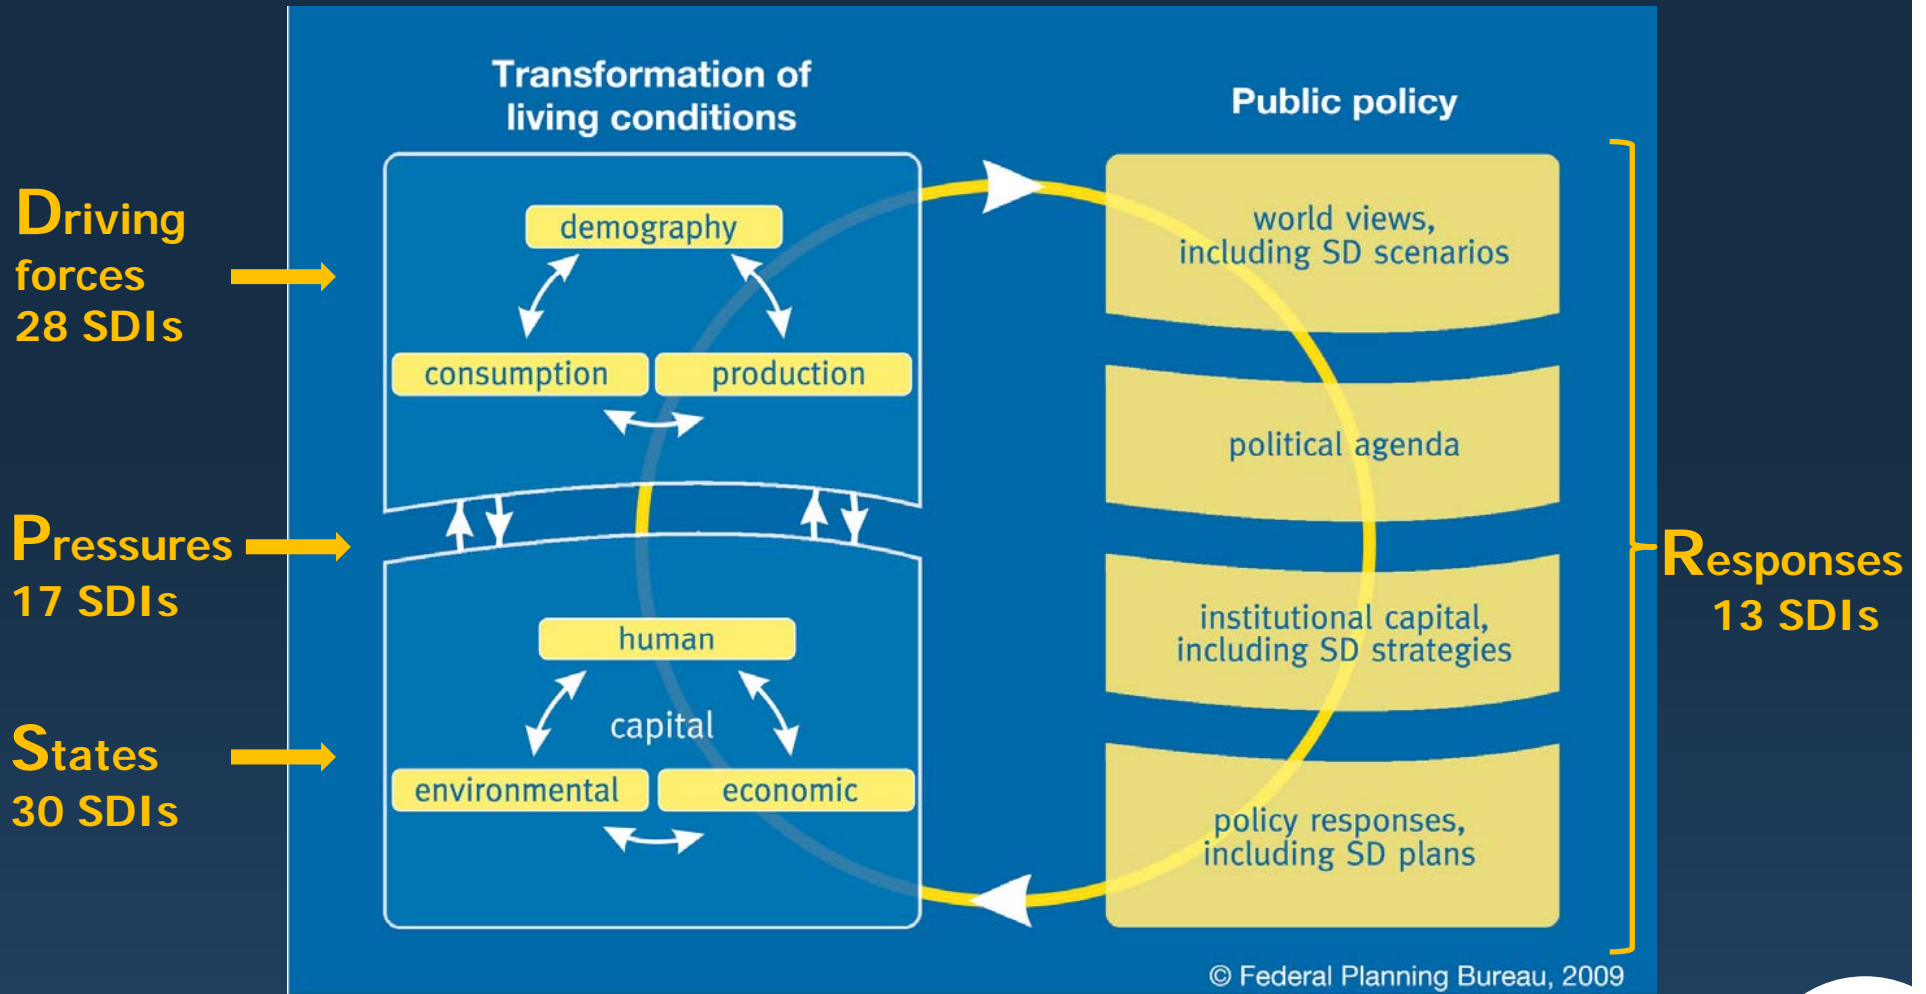 Transformation of
living conditions
Public policy
Driving
forces
28 SDIs
demography
consumption
production
Pressures
17 SDIs
human
capital
environmental
economic
States
30 SDIs
world views,
including SD scenarios
political agenda
institutional capital,
including SD strategies
policy responses,
including SD plans
Responses
13 SDIs
© Federal Planning Bureau, 2009